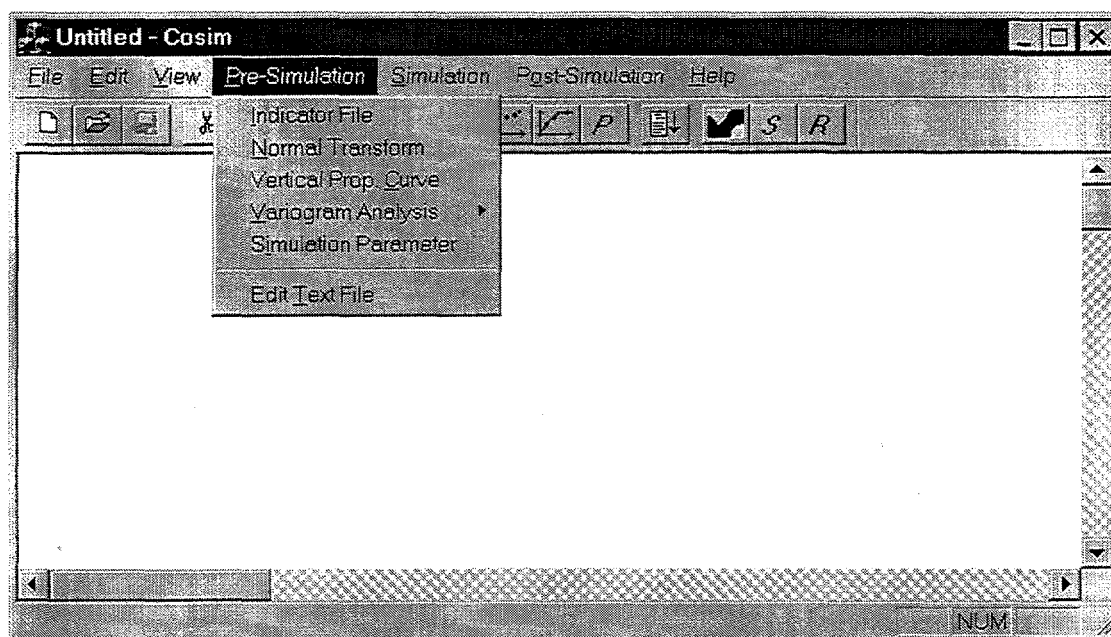 Untitled - Cosim
File Edit View Pre-Simulation Simulation Post-Simulation Help
P S R
Indicator File
Normal Transform
Vertical Prop. Curve
Variogram Analysis
Simulation Parameter
Edit Text File
NUM